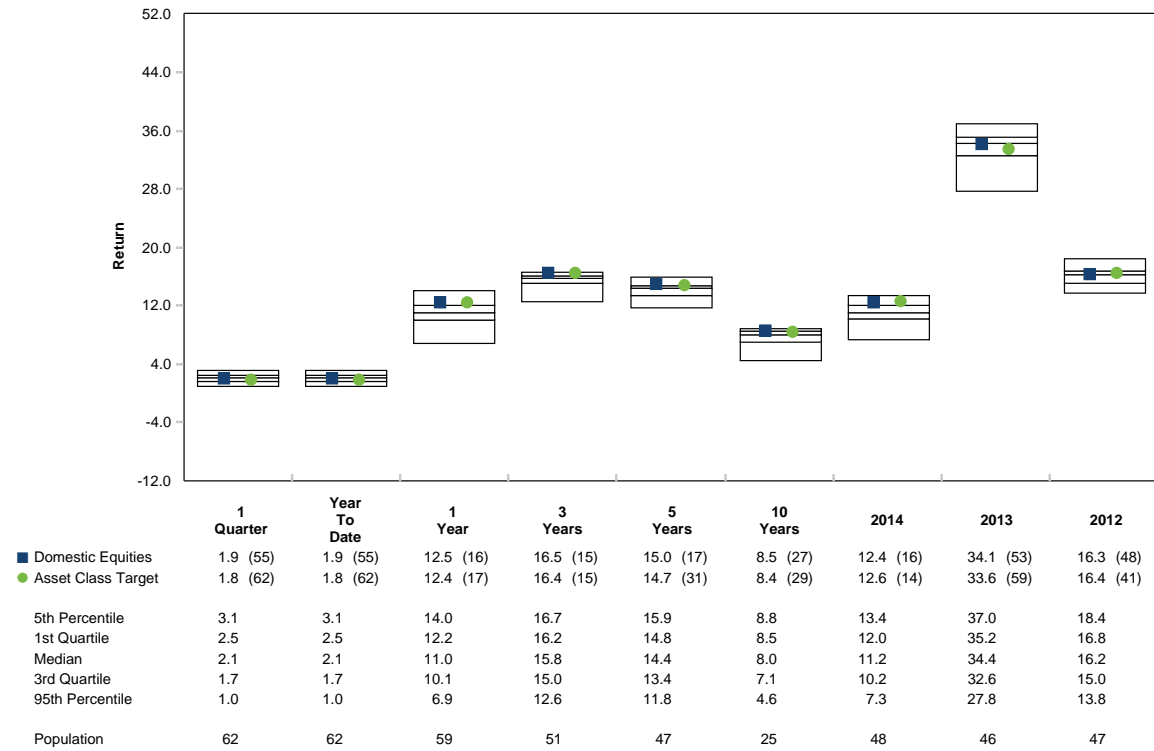 52.0
44.0
36.0
28.0
20.0
12.0
4.0
-4.0
-12.0
Return
1 Quarter
Year To Date
1 Year
3 Years
5 Years
10 Years
2014
2013
2012
Domestic Equities 1.9 (55) 1.9 (55) 12.5 (16) 16.5 (15) 15.0 (17) 8.5 (27) 12.4 (16) 34.1 (53) 16.3 (48)
Asset Class Target 1.8 (62) 1.8 (62) 12.4 (17) 16.4 (15) 14.7 (31) 8.4 (29) 12.6 (14) 33.6 (59) 16.4 (41)
5th Percentile 3.1 3.1 14.0 16.7 15.9 8.8 13.4 37.0 18.4
1st Quartile 2.5 2.5 12.2 16.2 14.8 8.5 12.0 35.2 16.8
Median 2.1 2.1 11.0 15.8 14.4 8.0 11.2 34.4 16.2
3rd Quartile 1.7 1.7 10.1 15.0 13.4 7.1 10.2 32.6 15.0
95th Percentile 1.0 1.0 6.9 12.6 11.8 4.6 7.3 27.8 13.8
Population 62 62 59 51 47 25 48 46 47